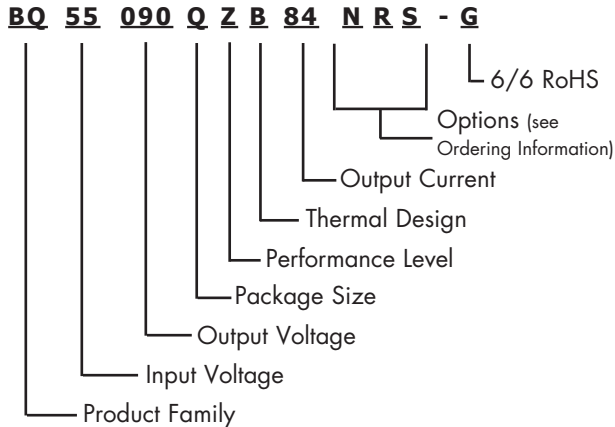 BQ 55 090 Q Z B 84 N R S - G
6/6 RoHS
Options (see
Ordering Information)
Output Current
Thermal Design
Performance Level
Package Size
Output Voltage
Input Voltage
Product Family